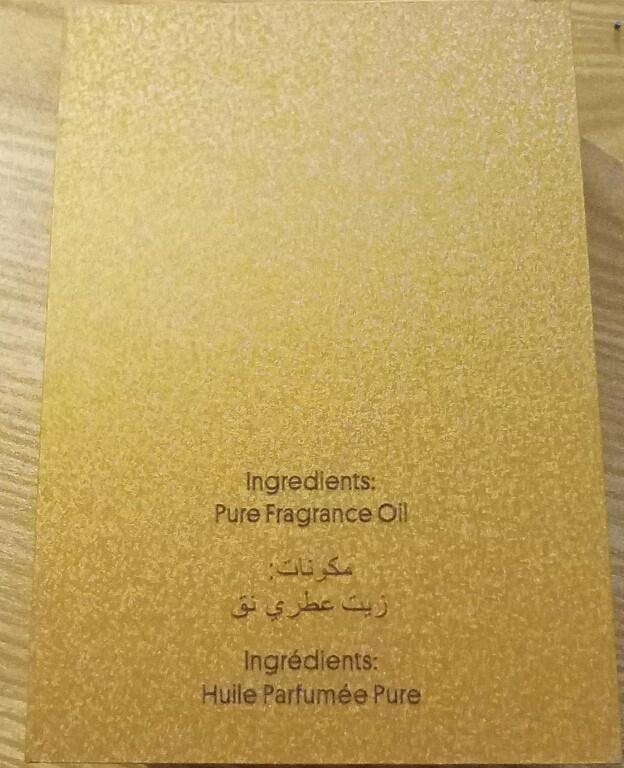 Ingredients:
Pure Fragrance Oil
مكونات:
زيت عطري نق
Ingrédients:
Huile Parfumée Pure